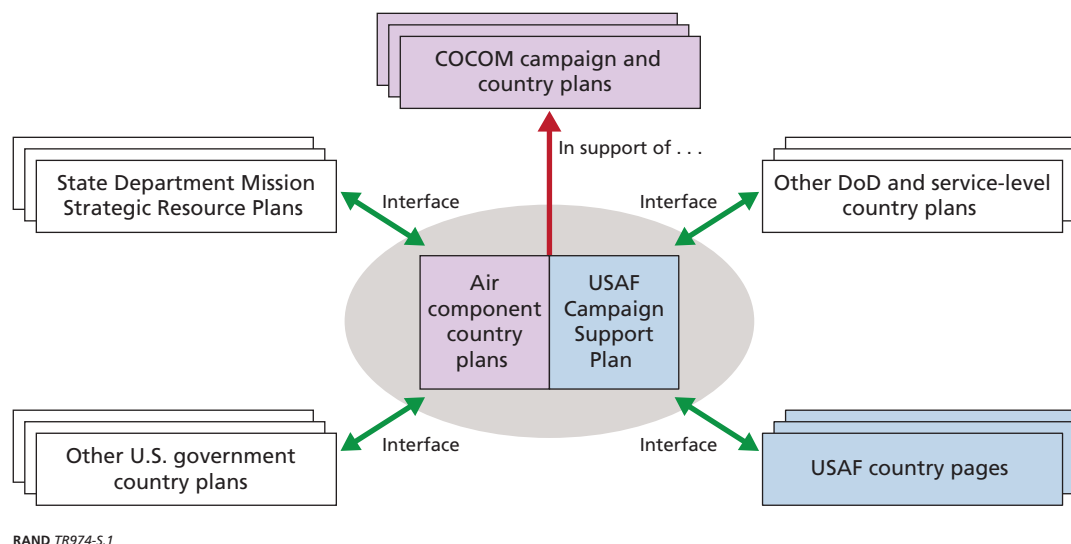 COCOM campaign and
country plans
In support of . . .
State Department Mission
Strategic Resource Plans
Interface
Interface
Other DoD and service-level
country plans
Air
component
country
plans
USAF
Campaign
Support
Plan
Other U.S. government
country plans
Interface
Interface
USAF country pages
RAND TR974-S.1